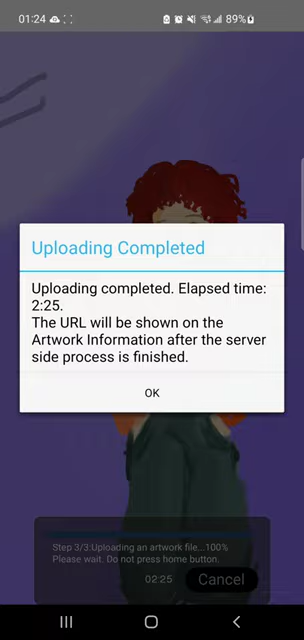 01:24
89%
Uploading Completed
Uploading completed. Elapsed time:
2:25.
The URL will be shown on the
Artwork Information after the server
side process is finished.
OK
Step 3/3:Uploading an artwork file...100%
Please wait. Do not press home button.
02:25
Cancel